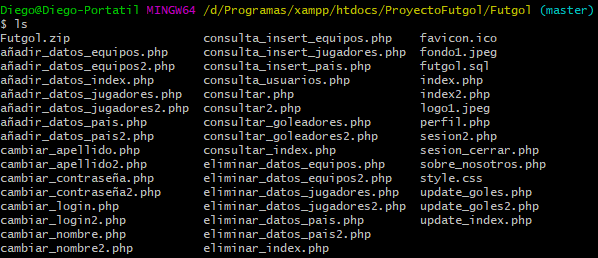 Diego@Diego-Portatil MINGW64 /d/Programas/xampp/htdocs/ProyectoFutgol/Futgol (master)
$ ls
Futgol.zip consulta_insert_equipos.php favicon.ico
añadir_datos_equipos.php consulta_insert_jugadores.php fondo1.jpeg
añadir_datos_equipos2.php consulta_insert_pais.php futgol.sql
añadir_datos_index.php consulta_usuarios.php index.php
añadir_datos_jugadores.php consultar.php index2.php
añadir_datos_jugadores2.php consultar2.php logo1.jpeg
añadir_datos_pais.php consultar_goleadores.php perfil.php
añadir_datos_pais2.php consultar_goleadores2.php sesion2.php
cambiar_apellido.php consultar_index.php sesion_cerrar.php
cambiar_apellido2.php eliminar_datos_equipos.php sobre_nosotros.php
cambiar_contraseña.php eliminar_datos_equipos2.php style.css
cambiar_contraseña2.php eliminar_datos_jugadores.php update_goles.php
cambiar_login.php eliminar_datos_jugadores2.php update_goles2.php
cambiar_login2.php eliminar_datos_pais.php update_index.php
cambiar_nombre.php eliminar_datos_pais2.php
cambiar_nombre2.php eliminar_index.php